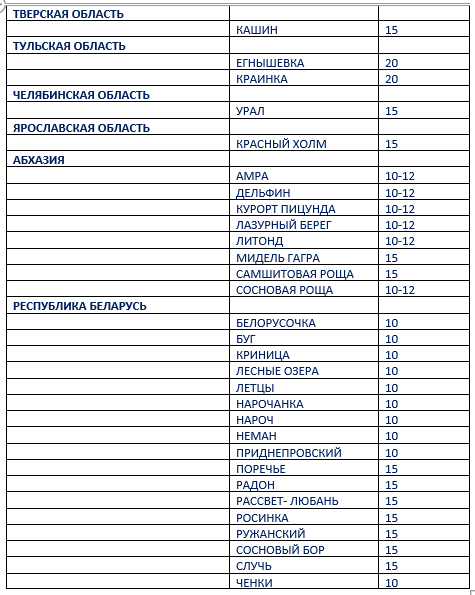 ТВЕРСКАЯ ОБЛАСТЬ
КАШИН 15
ТУЛЬСКАЯ ОБЛАСТЬ
ЕГНЫШЕВКА 20
КРАИНКА 20
ЧЕЛЯБИНСКАЯ ОБЛАСТЬ
УРАЛ 15
ЯРОСЛАВСКАЯ ОБЛАСТЬ
КРАСНЫЙ ХОЛМ 15
АБХАЗИЯ
АМРА 10-12
ДЕЛЬФИН 10-12
КУРОРТ ПИЦУНДА 10-12
ЛАЗУРНЫЙ БЕРЕГ 10-12
ЛИТОНД 10-12
МИДЕЛЬ ГАГРА 15
САМШИТОВАЯ РОЩА 15
СОСНОВАЯ РОЩА 10-12
РЕСПУБЛИКА БЕЛАРУСЬ
БЕЛОРУСОЧКА 10
БУГ 10
КРИНИЦА 10
ЛЕСНЫЕ ОЗЕРА 10
ЛЕТЦЫ 10
НАРОЧАНКА 10
НАРОЧ 10
НЕМАН 10
ПРИДНЕПРОВСКИЙ 10
ПОРЕЧЬЕ 15
РАДОН 15
РАССВЕТ- ЛЮБАНЬ 15
РОСИНКА 15
РУЖАНСКИЙ 15
СОСНОВЫЙ БОР 15
СЛУЧЬ 15
ЧЕНКИ 10